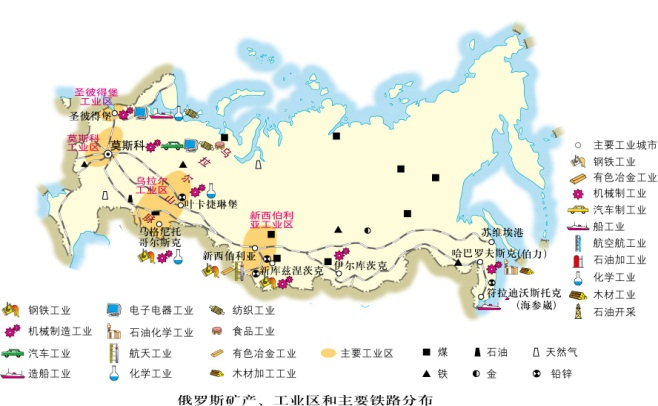 圣彼得堡
工业区
圣彼得堡
莫斯科
工业区
莫斯科
乌
拉
尔
山
脉
乌拉尔
工业区
叶卡捷琳堡
马格尼托
哥尔斯克
新西伯利
亚工业区
新西伯利亚
新库兹涅茨克
伊尔库茨克
苏维埃港
哈巴罗夫斯克(伯力)
符拉迪沃斯托克
(海参崴)
主要工业城市
钢铁工业
有色冶金工业
机械制工业
汽车制工业
船工业
航空航工业
石油加工业
化学工业
木材工业
石油开采
钢铁工业
机械制造工业
汽车工业
造船工业
电子电器工业
石油化学工业
航天工业
化学工业
纺织工业
食品工业
有色冶金工业
木材加工工业
主要工业区
煤
石油
天然气
铁
金
铅锌
俄罗斯矿产、工业区和主要铁路分布